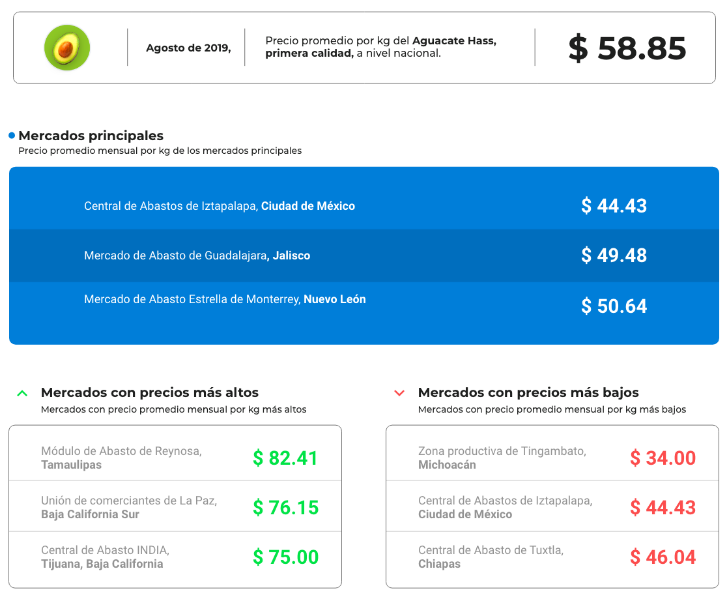 Agosto de 2019,
Precio promedio por kg del Aguacate Hass,
primera calidad, a nivel nacional.
$ 58.85
Mercados principales
Precio promedio mensual por kg de los mercados principales
Central de Abastos de Iztapalapa, Ciudad de México
$ 44.43
Mercado de Abasto de Guadalajara, Jalisco
$ 49.48
Mercado de Abasto Estrella de Monterrey, Nuevo León
$ 50.64
Mercados con precios más altos
Mercados con precio promedio mensual por kg más altos
Módulo de Abasto de Reynosa,
Tamaulipas
$ 82.41
Unión de comerciantes de La Paz,
Baja California Sur
$ 76.15
Central de Abasto INDIA,
Tijuana, Baja California
$ 75.00
Mercados con precios más bajos
Mercados con precio promedio mensual por kg más bajos
Zona productiva de Tingambato,
Michoacán
$ 34.00
Central de Abastos de Iztapalapa,
Ciudad de México
$ 44.43
Central de Abasto de Tuxtla,
Chiapas
$ 46.04